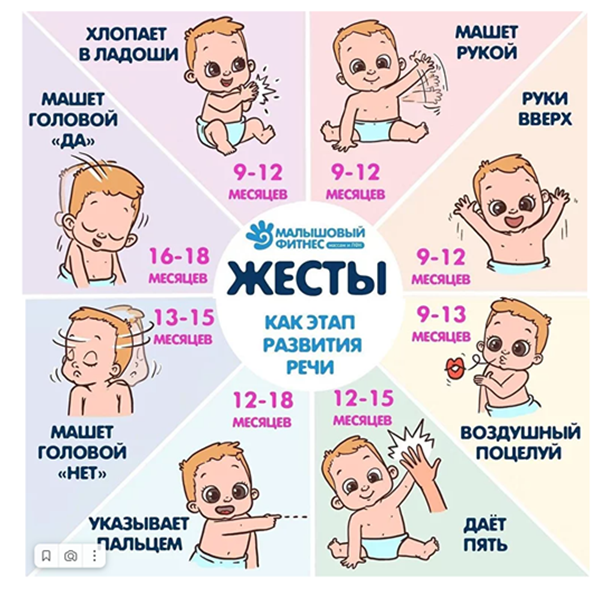 ХЛОПАЕТ
В ЛАДОШИ
9-12
МЕСЯЦЕВ
МАШЕТ
РУКОЙ
9-12
МЕСЯЦЕВ
РУКИ
ВВЕРХ
9-12
МЕСЯЦЕВ
9-13
МЕСЯЦЕВ
ВОЗДУШНЫЙ
ПОЦЕЛУЙ
12-15
МЕСЯЦЕВ
ДАЁТ
ПЯТЬ
12-18
МЕСЯЦЕВ
УКАЗЫВАЕТ
ПАЛЬЦЕМ
13-15
МЕСЯЦЕВ
МАШЕТ
ГОЛОВОЙ
«НЕТ»
МАШЕТ
ГОЛОВОЙ
«ДА»
16-18
МЕСЯЦЕВ
МАЛЫШОВЫЙ
ФИТНЕС
ЖЕСТЫ
КАК ЭТАП
РАЗВИТИЯ
РЕЧИ